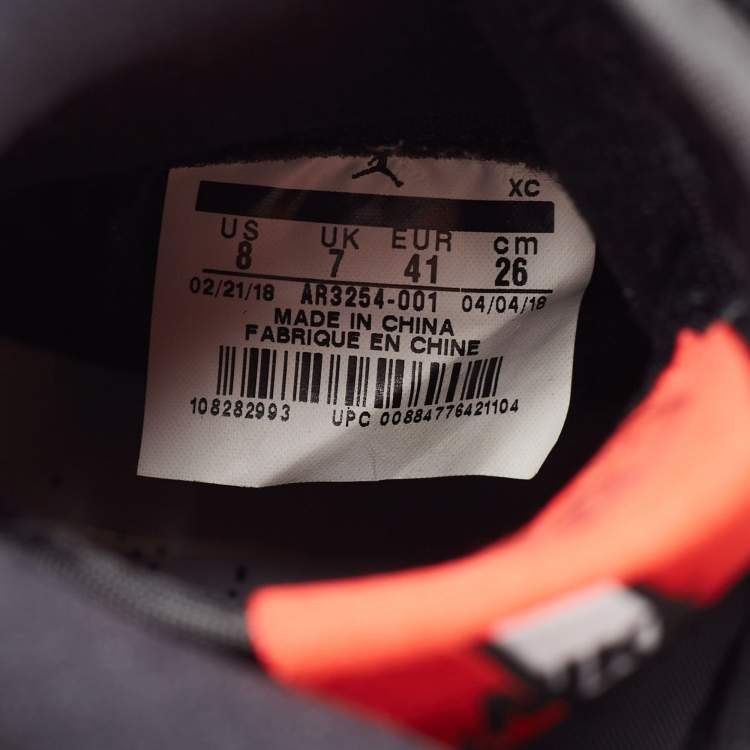 XC
US UK EUR cm
8 7 41 26
02/21/18 AR3254-001 04/04/18
MADE IN CHINA
FABRIQUE EN CHINE
108282993 UPC 00884776421104